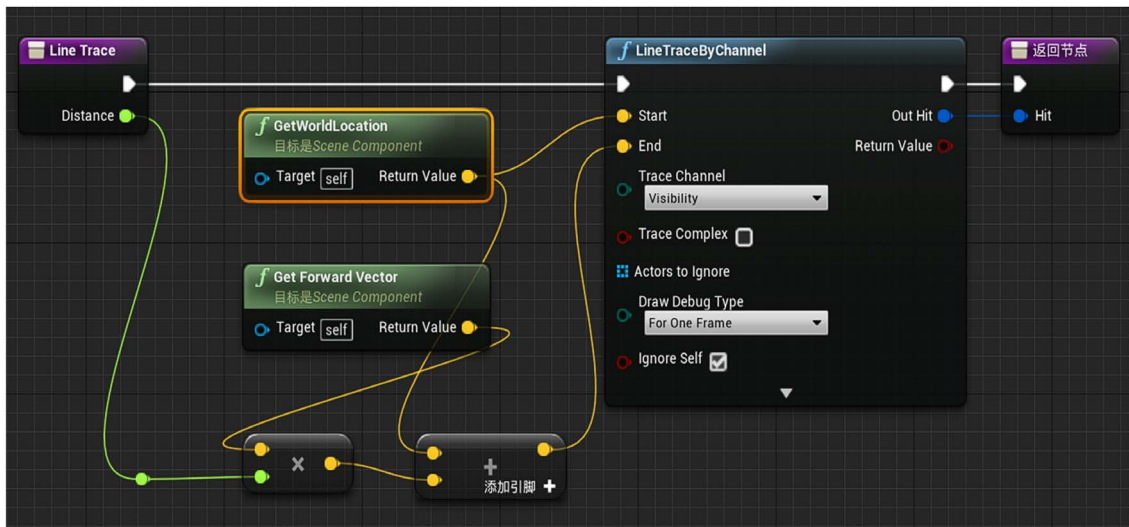 Line Trace
Distance
GetWorldLocation
目标是Scene Component
Target self Return Value
Get Forward Vector
目标是Scene Component
Target self Return Value
×
+
添加引脚 +
LineTraceByChannel
Start Out Hit
End Return Value
Trace Channel
Visibility
Trace Complex
Actors to Ignore
Draw Debug Type
For One Frame
Ignore Self
返回节点
Hit